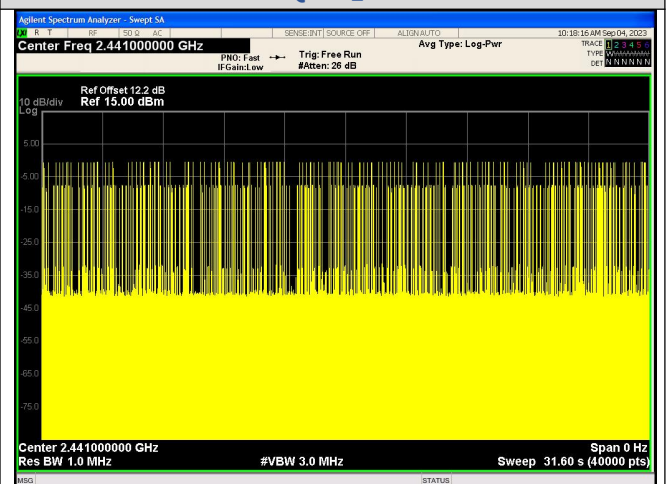 Agilent Spectrum Analyzer - Swept SA
R T RF 50 Ω AC SENSE:INT SOURCE OFF ALIGN AUTO 10:18:16 AM Sep 04, 2023
Center Freq 2.441000000 GHz
PNO: Fast
IFGain:Low
Trig: Free Run
#Atten: 26 dB
Avg Type: Log-Pwr
TRACE 1 2 3 4 5 6
TYPE
DET N N N N N N
Ref Offset 12.2 dB
10 dB/div Ref 15.00 dBm
Log
5.00
-5.00
-15.0
-25.0
-35.0
-45.0
-55.0
-65.0
-75.0
Center 2.441000000 GHz Span 0 Hz
Res BW 1.0 MHz #VBW 3.0 MHz Sweep 31.60 s (40000 pts)
MSG STATUS